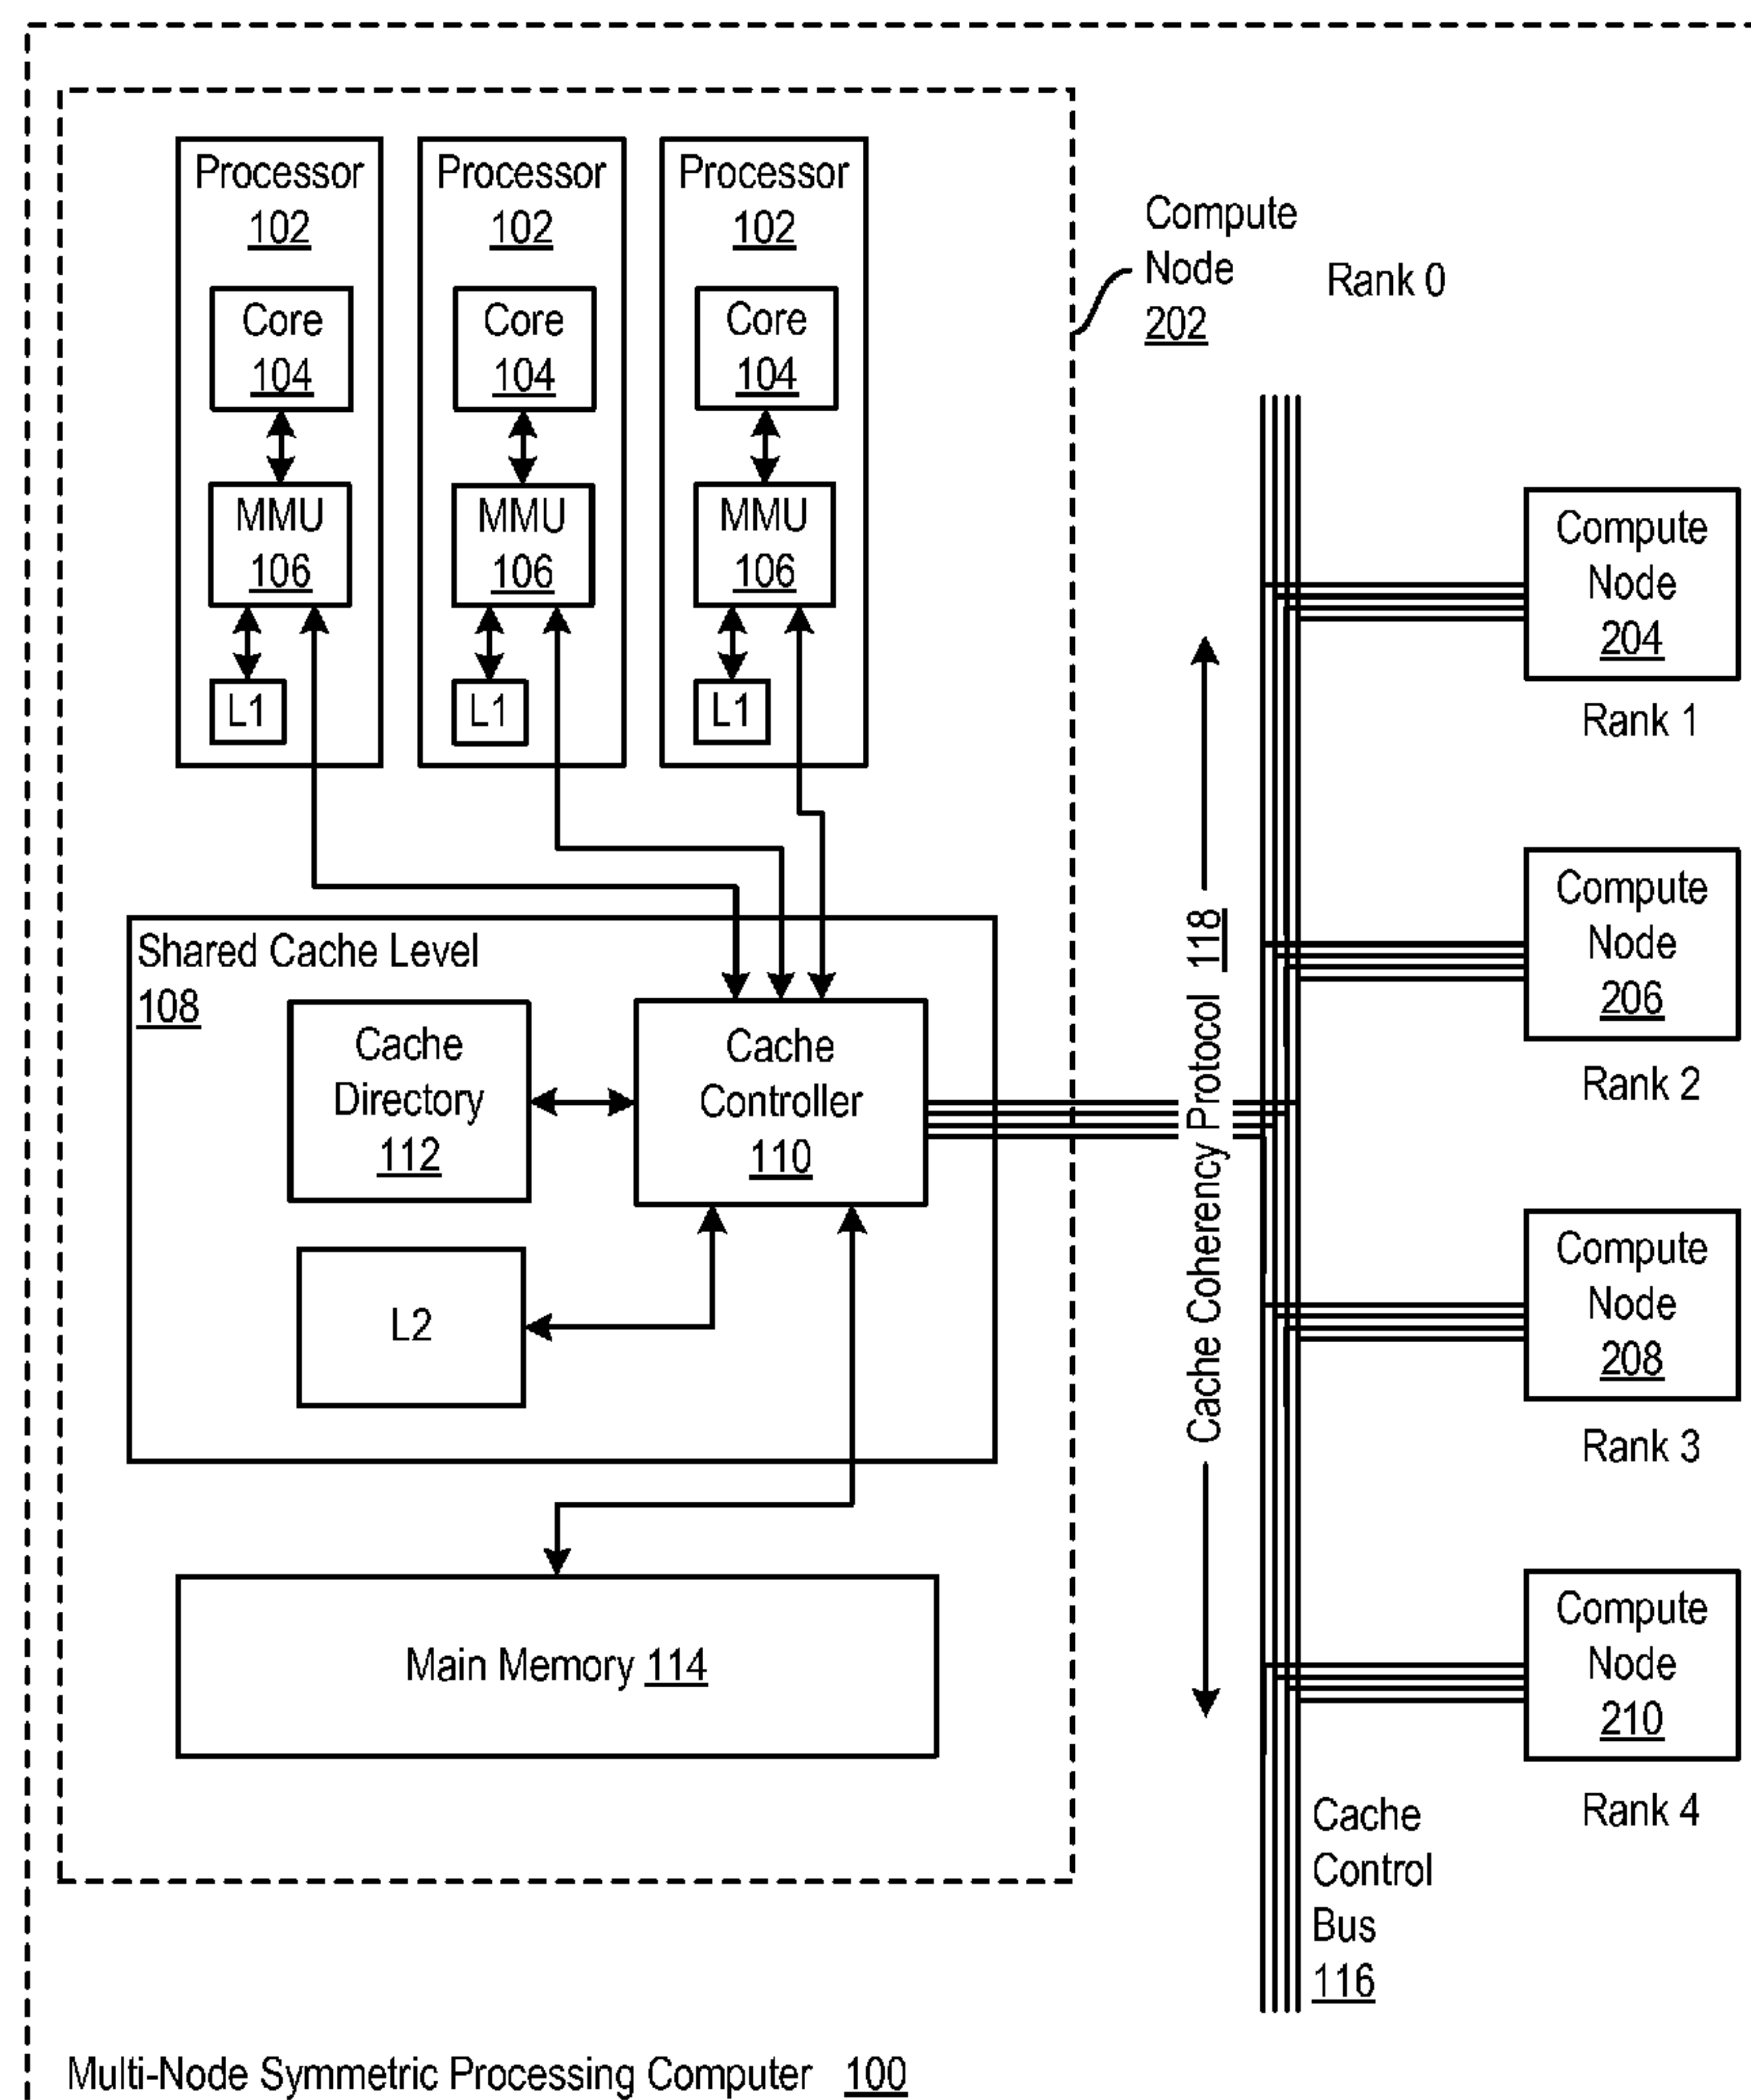 Processor
102
Core
104
MMU
106
L1
Processor
102
Core
104
MMU
106
L1
Processor
102
Core
104
MMU
106
L1
Compute
Node
202
Rank 0
Shared Cache Level
108
Cache
Directory
112
Cache
Controller
110
L2
Main Memory 114
Cache Coherency Protocol 118
Compute
Node
204
Rank 1
Compute
Node
206
Rank 2
Compute
Node
208
Rank 3
Compute
Node
210
Rank 4
Cache
Control
Bus
116
Multi-Node Symmetric Processing Computer 100